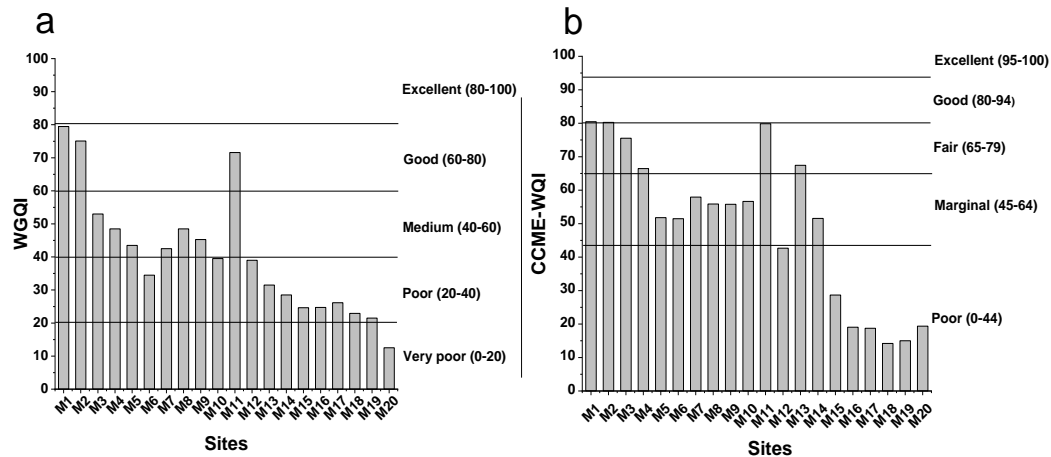 a
100
90
80
70
60
50
40
30
20
10
0
WGQI
Excellent (80-100)
Good (60-80)
Medium (40-60)
Poor (20-40)
Very poor (0-20)
M1 M2 M3 M4 M5 M6 M7 M8 M9 M10 M11 M12 M13 M14 M15 M16 M17 M18 M19 M20
Sites
b
100
90
80
70
60
50
40
30
20
10
0
CCME-WQI
Excellent (95-100)
Good (80-94)
Fair (65-79)
Marginal (45-64)
Poor (0-44)
M1 M2 M3 M4 M5 M6 M7 M8 M9 M10 M11 M12 M13 M14 M15 M16 M17 M18 M19 M20
Sites